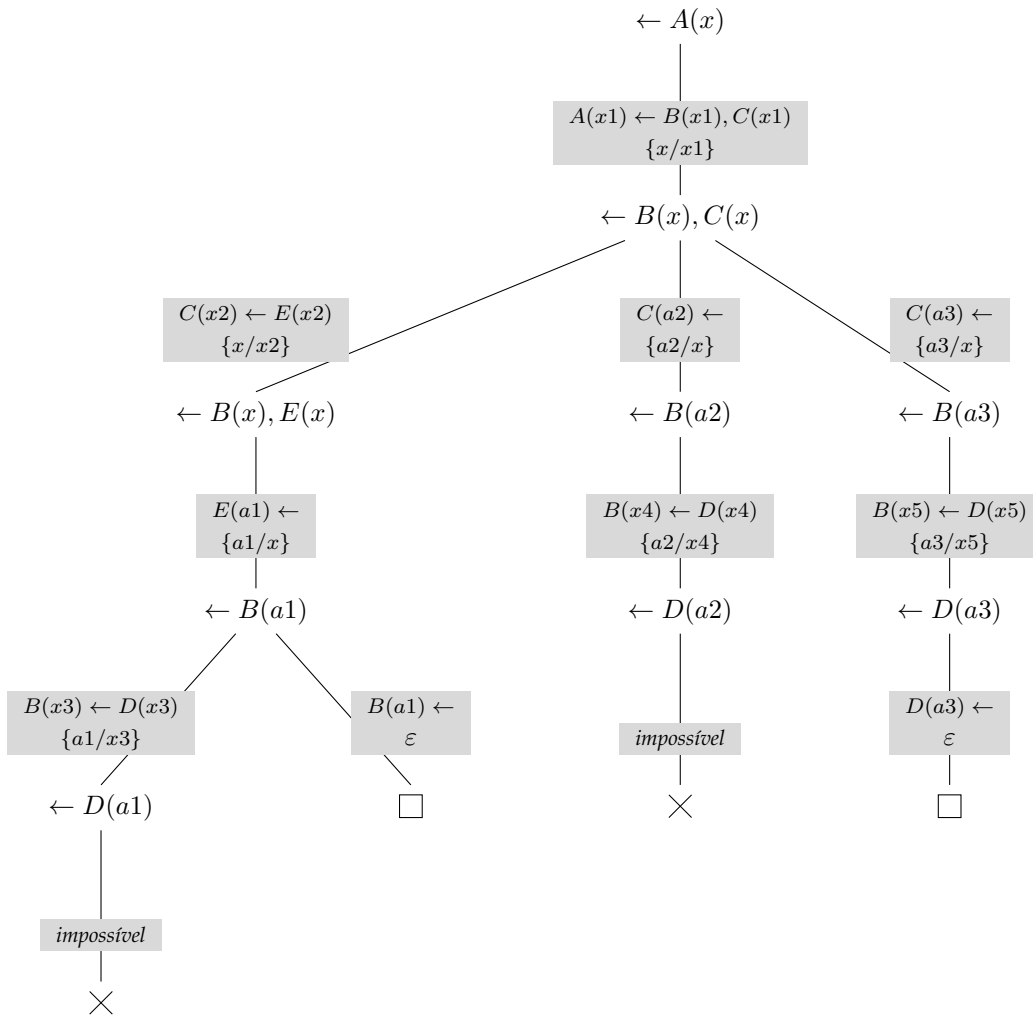 ← A(x)
A(x1) ← B(x1), C(x1)
{x/x1}
← B(x), C(x)
C(x2) ← E(x2)
{x/x2}
C(a2) ←
{a2/x}
C(a3) ←
{a3/x}
← B(x), E(x)
← B(a2)
← B(a3)
E(a1) ←
{a1/x}
B(x4) ← D(x4)
{a2/x4}
B(x5) ← D(x5)
{a3/x5}
← B(a1)
← D(a2)
← D(a3)
B(x3) ← D(x3)
{a1/x3}
B(a1) ←
ε
impossível
D(a3) ←
ε
← D(a1)
impossível